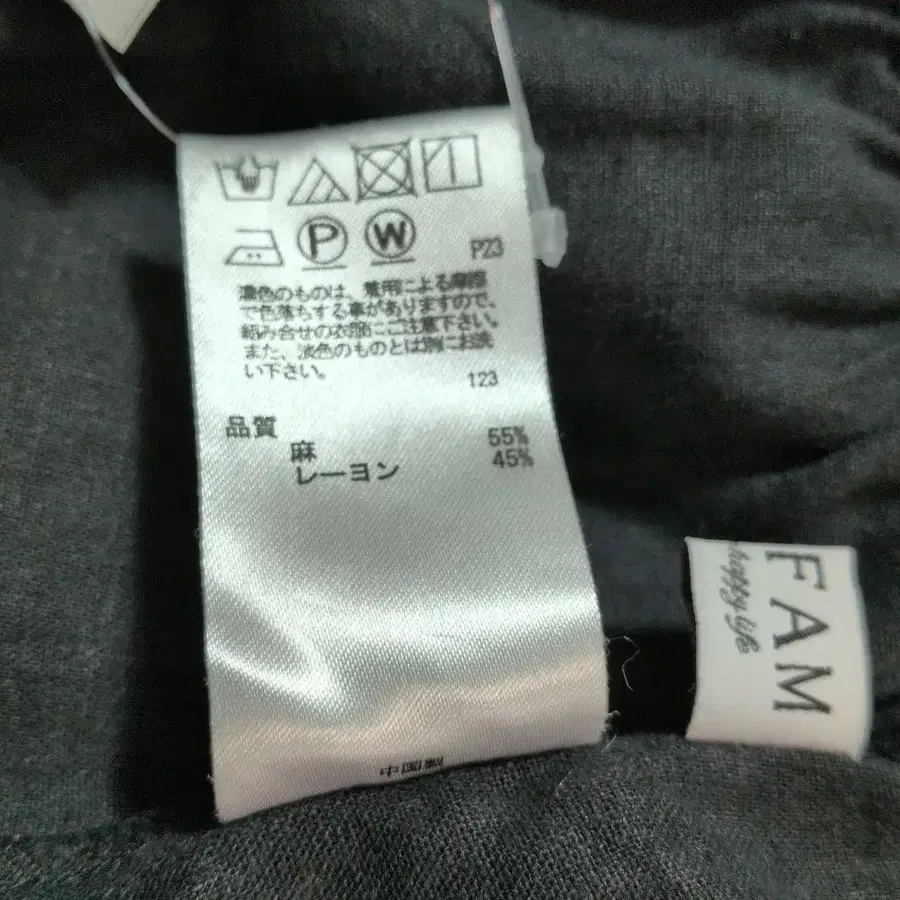 P W P23
濃色のものは、着用による摩擦
で色落ちする事がありますので、
組み合せの衣服にご注意下さい。
また、淡色のものとは別にお洗
い下さい。
123
品質
麻 55%
レーヨン 45%
FAM
happy life